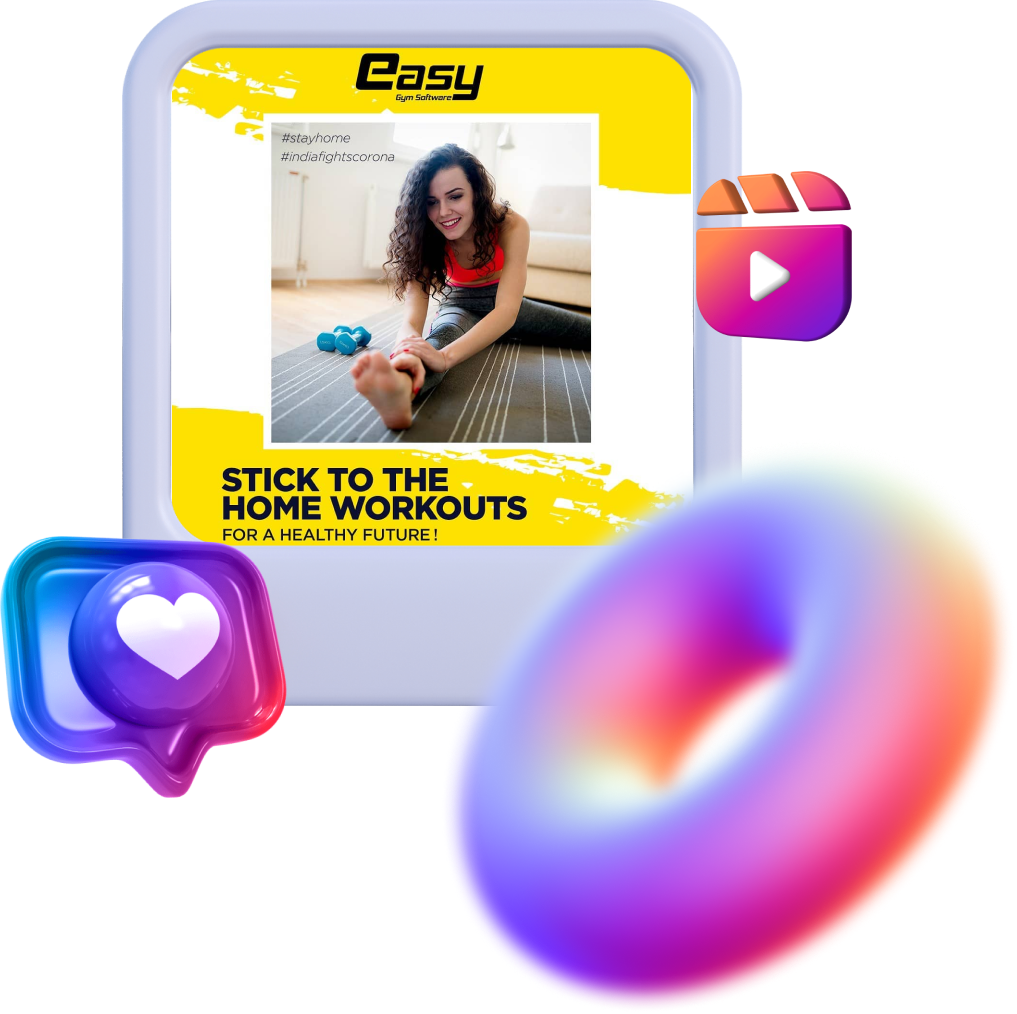 easy
Gym Software
#stayhome
#indiafightscorona
STICK TO THE
HOME WORKOUTS
FOR A HEALTHY FUTURE!